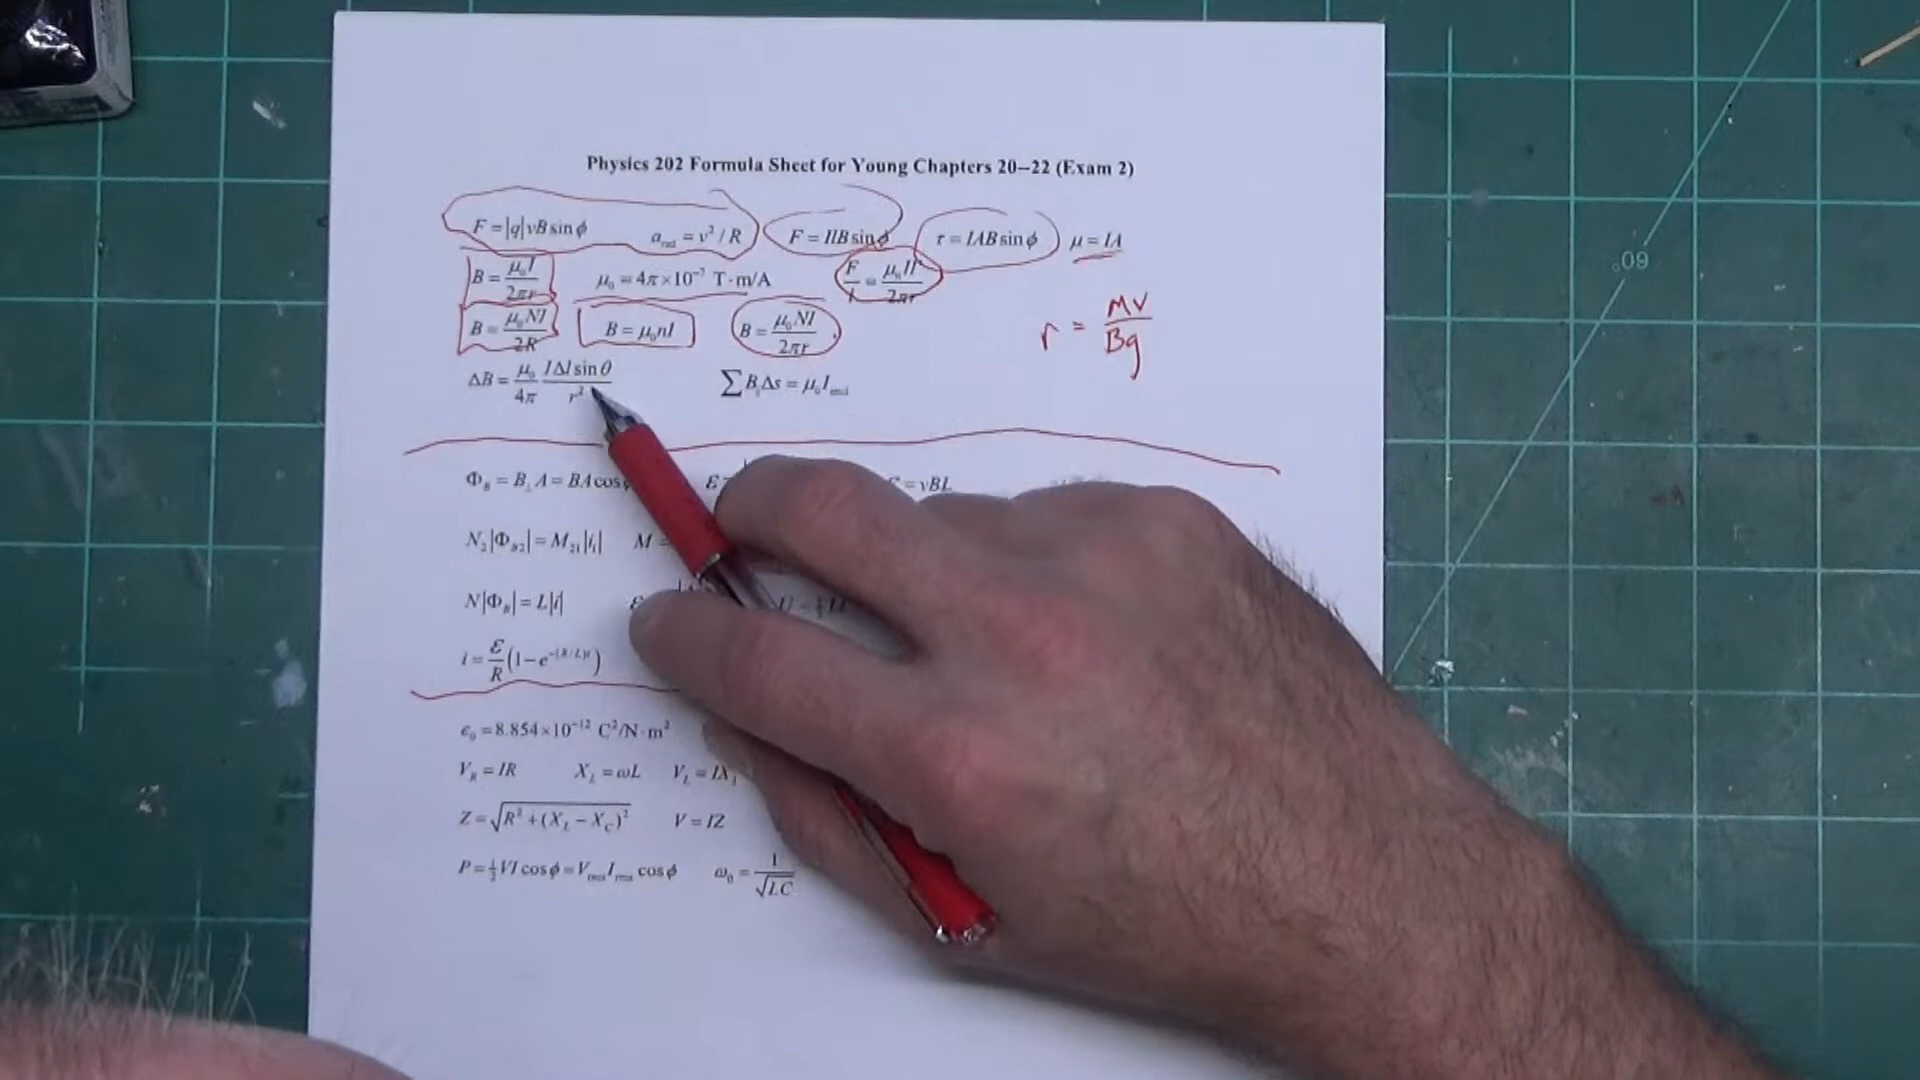 Physics 202 Formula Sheet for Young Chapters 20–22 (Exam 2)
F = |q|vB sin ϕ   a_rad = v² / R   F = IlB sin ϕ   τ = IAB sin ϕ   μ = IA
B = μ₀I / 2πr   μ₀ = 4π×10⁻⁷ T·m/A   F / l = μ₀II' / 2πr
B = μ₀NI / 2R   B = μ₀nI   B = μ₀NI / 2πr
r = MV / Bq
ΔB = μ₀ / 4π IΔl sin θ / r²   ∑B∥Δs = μ₀I_encl
Φ_B = B⊥A = BA cos   ε =   ε = vBL
N₂|Φ_B2| = M₂₁|i₁|   M =
N|Φ_B| = L|i|   ε
i = ε / R (1 − e^−(R/L)t)
ε₀ = 8.854×10⁻¹² C²/N·m²
V_R = IR   X_L = ωL   V_L = IX_L
Z = √R² + (X_L − X_C)²   V = IZ
P = ½VI cos ϕ = V_rms I_rms cos ϕ   ω₀ = 1 / √LC
60